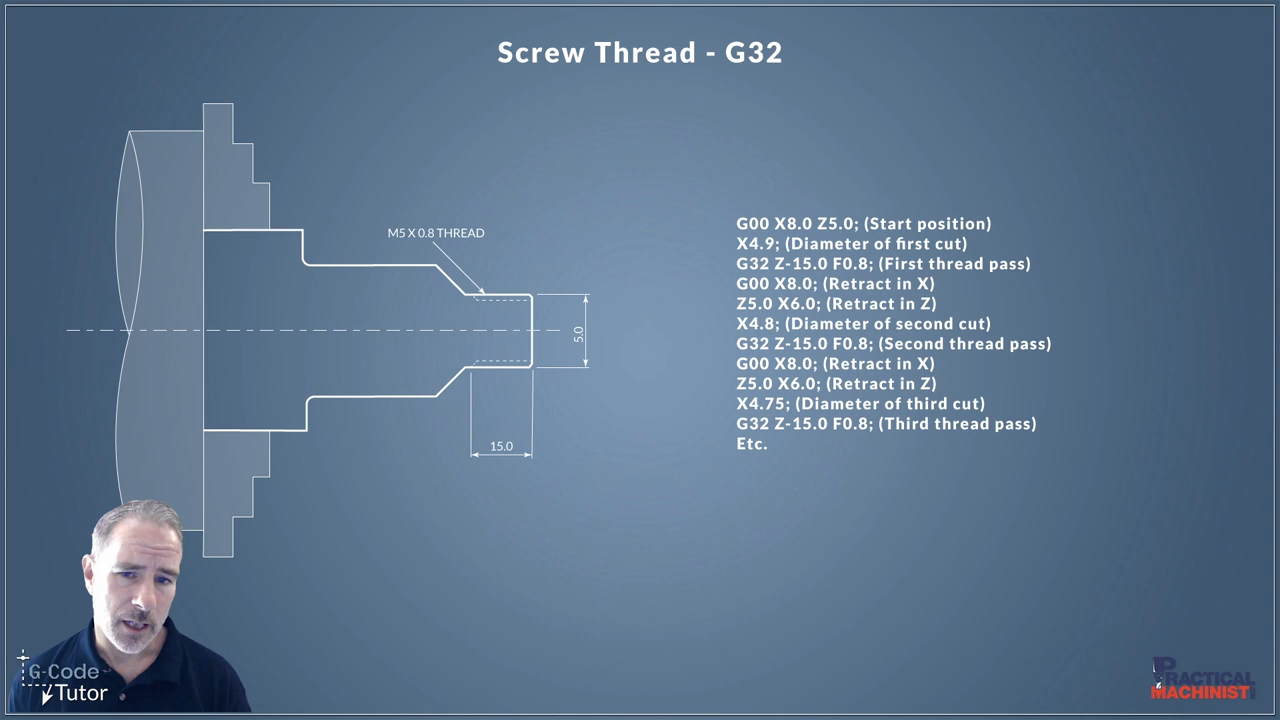 Screw Thread - G32
M5 X 0.8 THREAD
5.0
15.0
G00 X8.0 Z5.0; (Start position)
X4.9; (Diameter of first cut)
G32 Z-15.0 F0.8; (First thread pass)
G00 X8.0; (Retract in X)
Z5.0 X6.0; (Retract in Z)
X4.8; (Diameter of second cut)
G32 Z-15.0 F0.8; (Second thread pass)
G00 X8.0; (Retract in X)
Z5.0 X6.0; (Retract in Z)
X4.75; (Diameter of third cut)
G32 Z-15.0 F0.8; (Third thread pass)
Etc.
G-Code
Tutor
PRACTICAL
MACHINIST